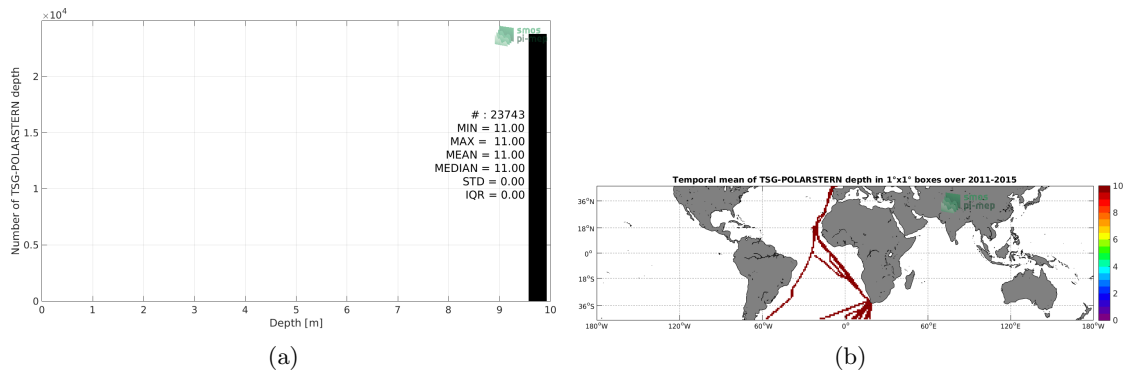 ×10⁴
smos
pi-mep
2
1.5
1
0.5
0
Number of TSG-POLARSTERN depth
# : 23743
MIN = 11.00
MAX = 11.00
MEAN = 11.00
MEDIAN = 11.00
STD = 0.00
IQR = 0.00
0 1 2 3 4 5 6 7 8 9 10
Depth [m]
(a)
Temporal mean of TSG-POLARSTERN depth in 1°x1° boxes over 2011-2015
smos
pi-mep
36°N
18°N
0°
18°S
36°S
180°W 120°W 60°W 0° 60°E 120°E 180°W
10
8
6
4
2
0
(b)